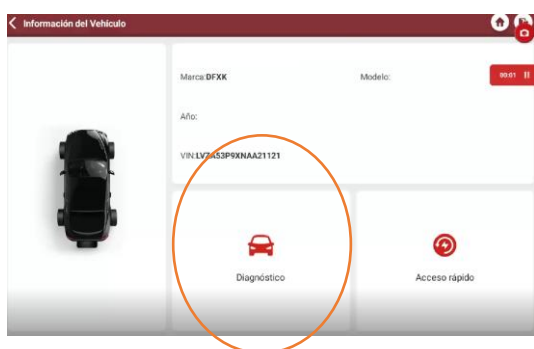 Información del Vehículo
Marca:DFXK
Modelo:
00:01
Año:
VIN:LVZA53P9XNAA21121
Diagnóstico
Acceso rápido